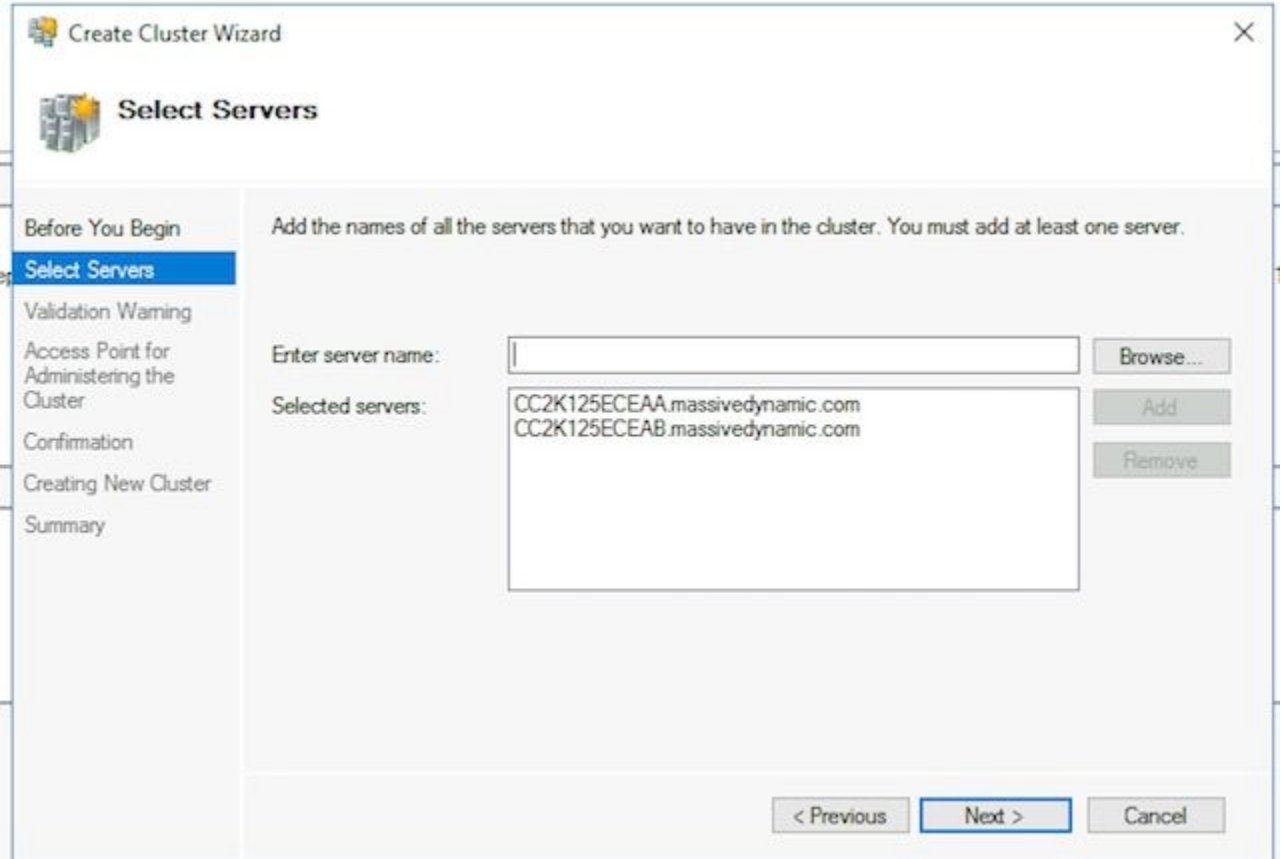 Create Cluster Wizard
Select Servers
Before You Begin
Select Servers
Validation Warning
Access Point for
Administering the
Cluster
Confirmation
Creating New Cluster
Summary
Add the names of all the servers that you want to have in the cluster. You must add at least one server.
Enter server name:
Browse...
Selected servers:
CC2K125ECEAA.massivedynamic.com
CC2K125ECEAB.massivedynamic.com
Add
Remove
< Previous
Next >
Cancel